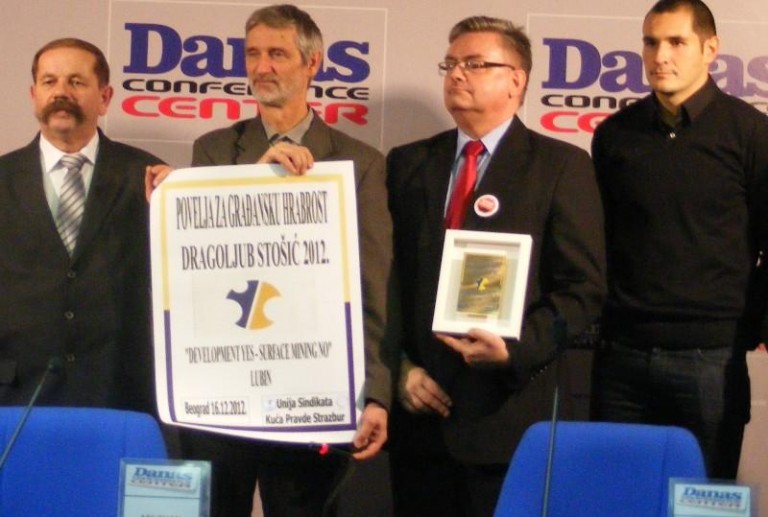 Danas
CONFERENCE
CENTER
Danas
POVELJA ZA GRAĐANSKU HRABROST
DRAGOLJUB STOŠIĆ 2012.
"DEVELOPMENT YES - SURFACE MINING NO"
LUBIN
Beograd 16.12.2012.
Unija Sindikata
Kuća Pravde Strazbur
Danas
CENTER
Danas
CENTER